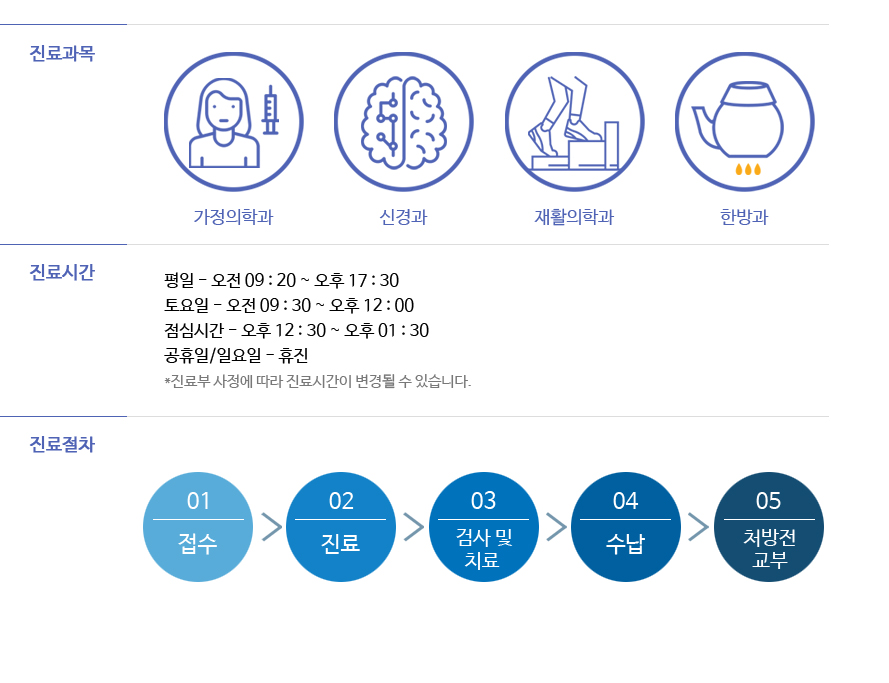 진료과목
가정의학과
신경과
재활의학과
한방과
진료시간
평일 - 오전 09 : 20 ~ 오후 17 : 30
토요일 - 오전 09 : 30 ~ 오후 12 : 00
점심시간 - 오후 12 : 30 ~ 오후 01 : 30
공휴일/일요일 - 휴진
*진료부 사정에 따라 진료시간이 변경될 수 있습니다.
진료절차
01
접수
02
진료
03
검사 및
치료
04
수납
05
처방전
교부